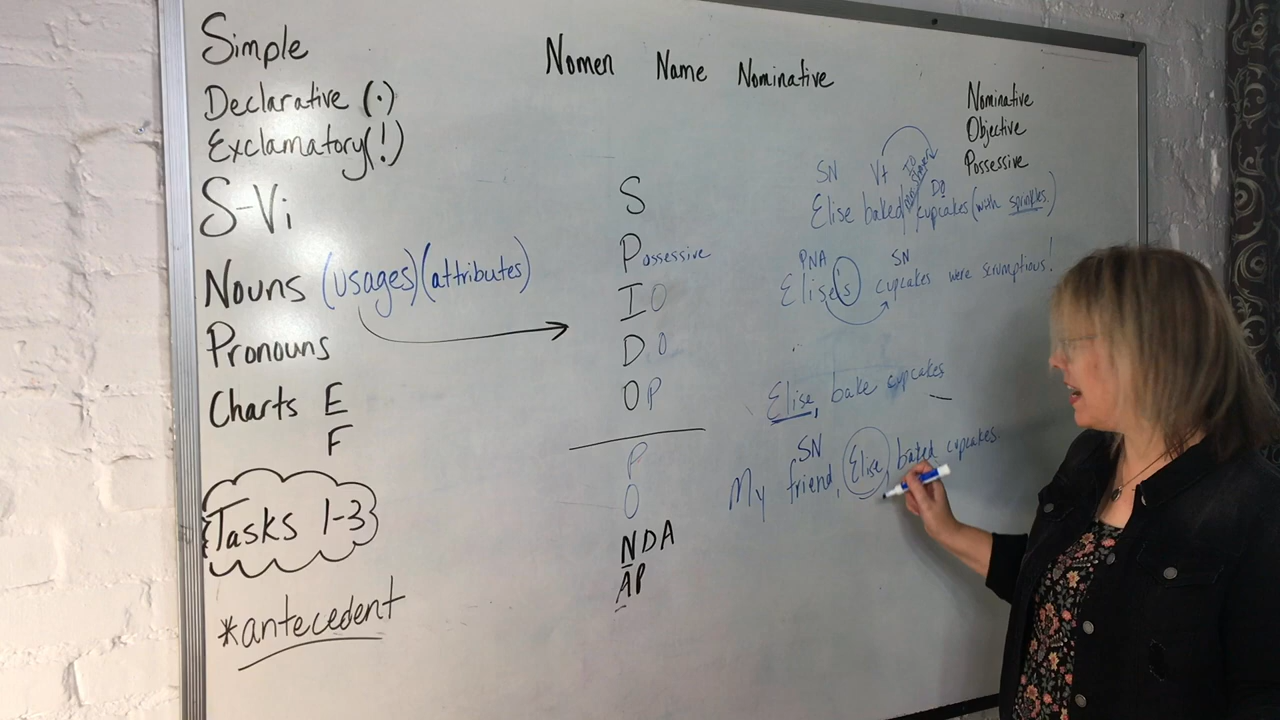 Simple
Declarative (.)
Exclamatory (!)
S-Vi
Nouns (usages) (attributes)
Pronouns
Charts E
F
Tasks 1-3
*antecedent
Nomen Name Nominative
S
Possessive
IO
DO
OP
P
O
NDA
AP
Nominative
Objective
Possessive
SN Vt IO DO
Elise baked cupcakes (with sprinkles.)
PNA SN
Elise's cupcakes were scrumptious!
Elise, bake cupcakes
SN
My friend, Elise, baked cupcakes.